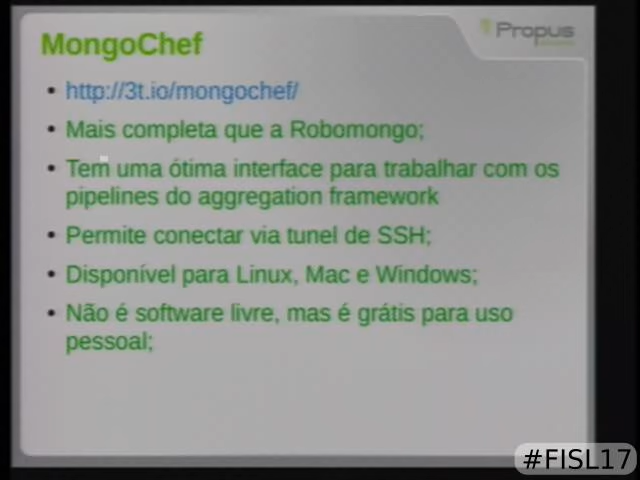 MongoChef
Propus
http://3t.io/mongochef/
Mais completa que a Robomongo;
Tem uma ótima interface para trabalhar com os
pipelines do aggregation framework
Permite conectar via tunel de SSH;
Disponível para Linux, Mac e Windows;
Não é software livre, mas é grátis para uso
pessoal;
#FISL17